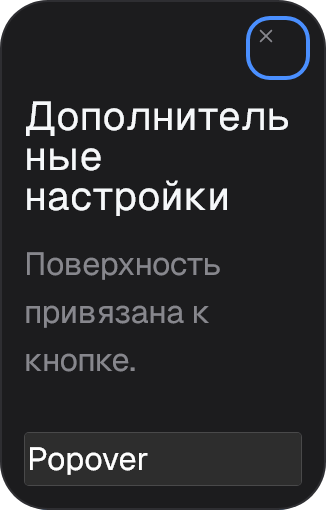 Дополнитель
ные
настройки
Поверхность
привязана к
кнопке.
Popover